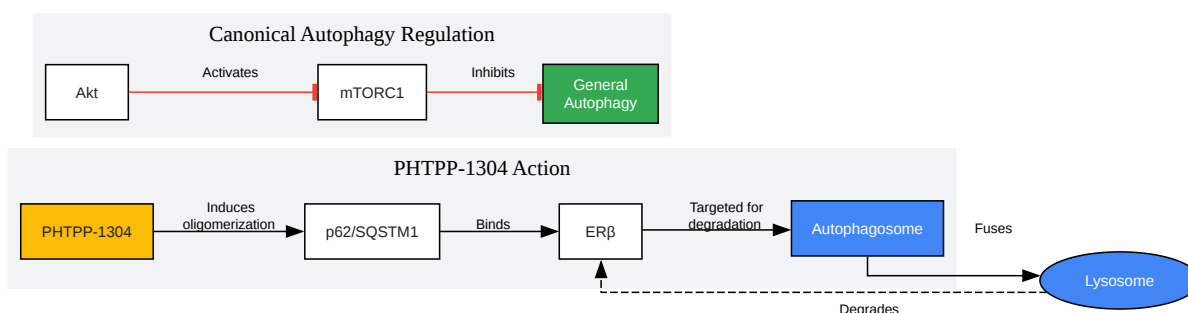 Canonical Autophagy Regulation
Akt
Activates
mTORC1
Inhibits
General
Autophagy
PHTPP-1304 Action
PHTPP-1304
Induces
oligomerization
p62/SQSTM1
Binds
ERβ
Targeted for
degradation
Autophagosome
Fuses
Lysosome
Degrades